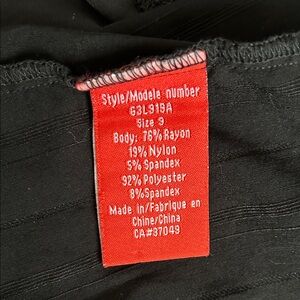 Style/Modele number
63L919A
Size 9
Body: 76% Rayon
19% Nylon
5% Spandex
92% Polyester
8%Spandex
Made in/Fabrique en
Chine/China
CA#37049